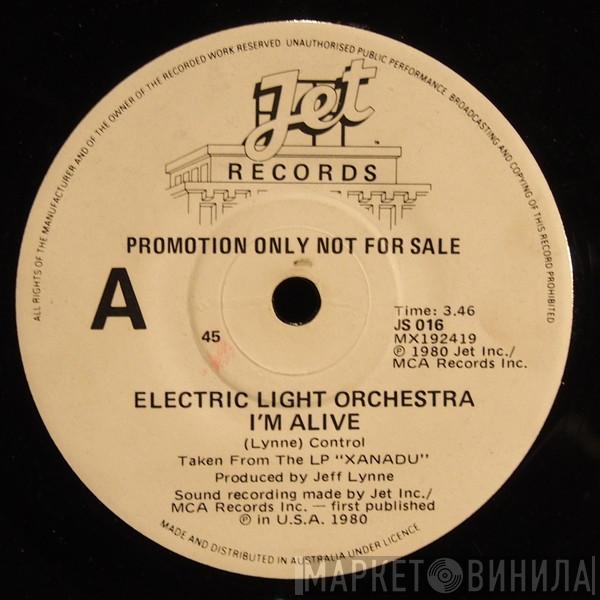 ALL RIGHTS OF THE MANUFACTURER AND OF THE OWNER OF THE RECORDED WORK RESERVED UNAUTHORISED PUBLIC PERFORMANCE BROADCASTING AND COPYING OF THIS RECORD PROHIBITED
Jet
RECORDS
PROMOTION ONLY NOT FOR SALE
A
45
Time: 3.46
JS 016
MX192419
℗ 1980 Jet Inc./
MCA Records Inc.
ELECTRIC LIGHT ORCHESTRA
I'M ALIVE
(Lynne) Control
Taken From The LP "XANADU"
Produced by Jeff Lynne
Sound recording made by Jet Inc./
MCA Records Inc. — first published
℗ in U.S.A. 1980
MADE AND DISTRIBUTED IN AUSTRALIA UNDER LICENCE
МАРКЕТ ВИНИЛА